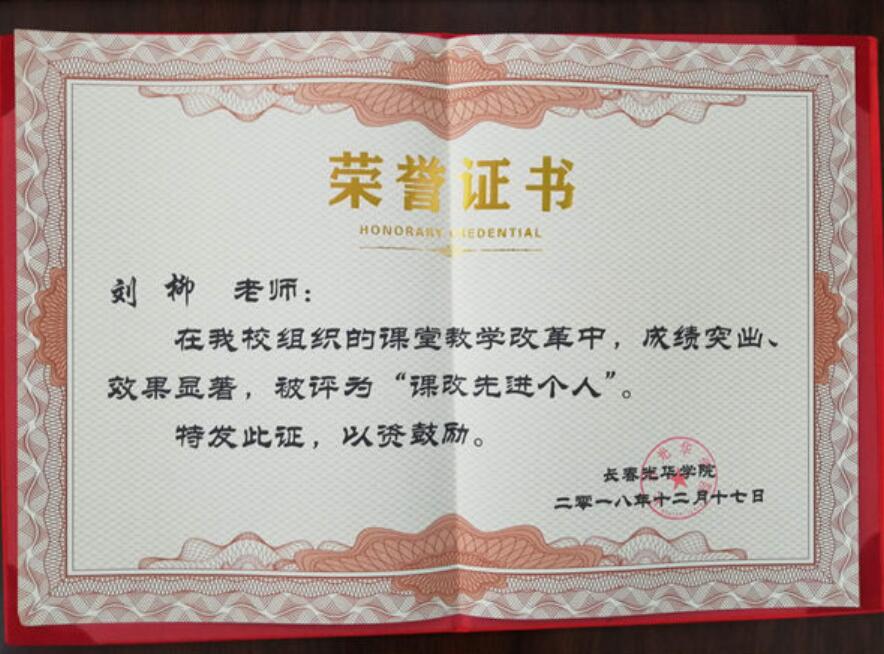 荣誉证书
HONORARY CREDENTIAL
刘 柳 老师：
在我校组织的课堂教学改革中，成绩突出、
效果显著，被评为“课改先进个人”。
特发此证，以资鼓励。
长春光华学院
二零一八年十二月十七日